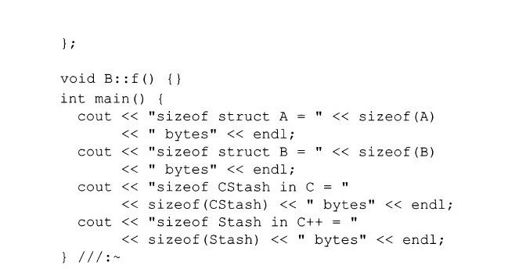 };
void B::f() {}
int main() {
  cout << "sizeof struct A = " << sizeof(A)
       << " bytes" << endl;
  cout << "sizeof struct B = " << sizeof(B)
       << " bytes" << endl;
  cout << "sizeof CStash in C = "
       << sizeof(CStash) << " bytes" << endl;
  cout << "sizeof Stash in C++ = "
       << sizeof(Stash) << " bytes" << endl;
} ///:~